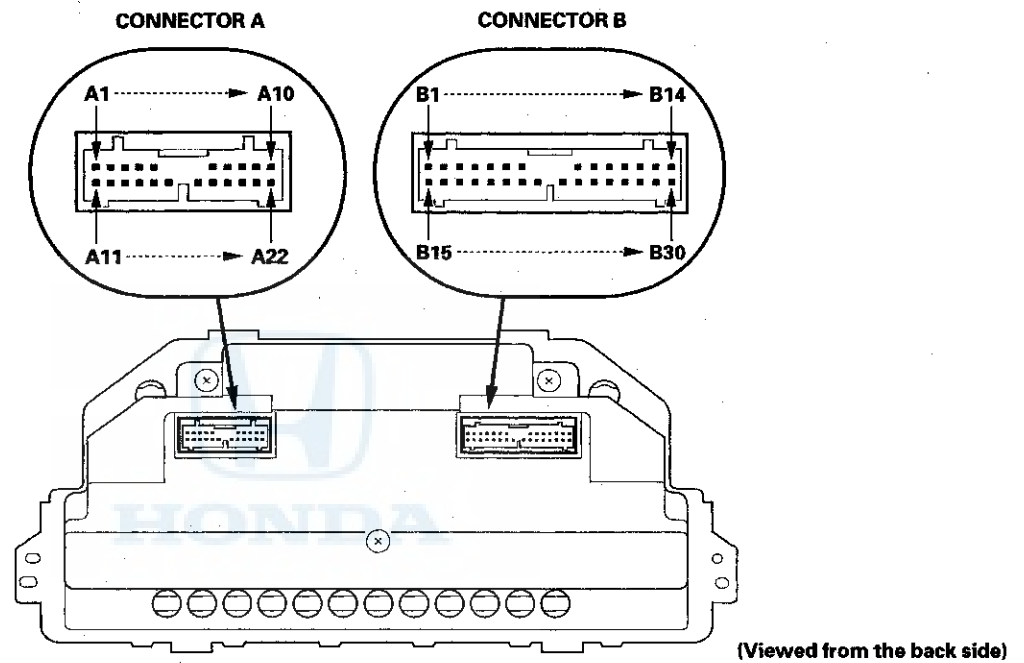 CONNECTOR A
CONNECTOR B
A1 A10
B1 B14
A11 A22
B15 B30
HONDA
(Viewed from the back side)